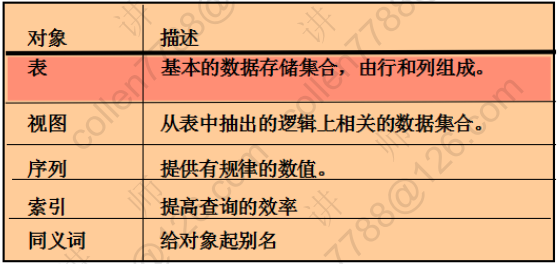 对象 描述
表 基本的数据存储集合，由行和列组成。
视图 从表中抽出的逻辑上相关的数据集合。
序列 提供有规律的数值。
索引 提高查询的效率
同义词 给对象起别名